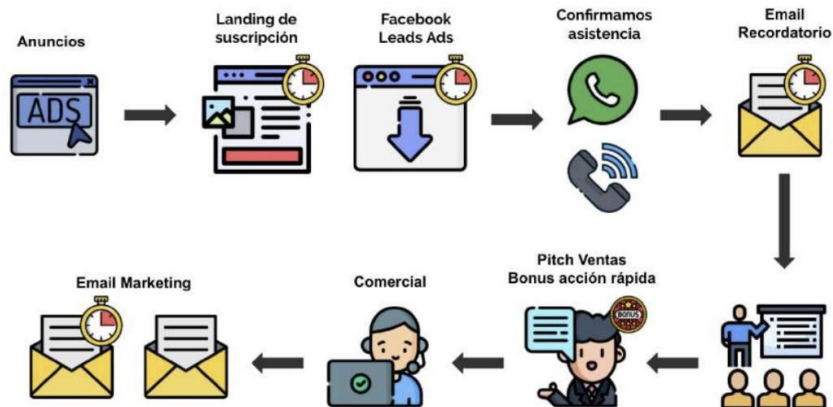 Anuncios
ADS
Landing de
suscripción
Facebook
Leads Ads
Confirmamos
asistencia
Email
Recordatorio
Email Marketing
Comercial
Pitch Ventas
Bonus acción rápida
BONUS